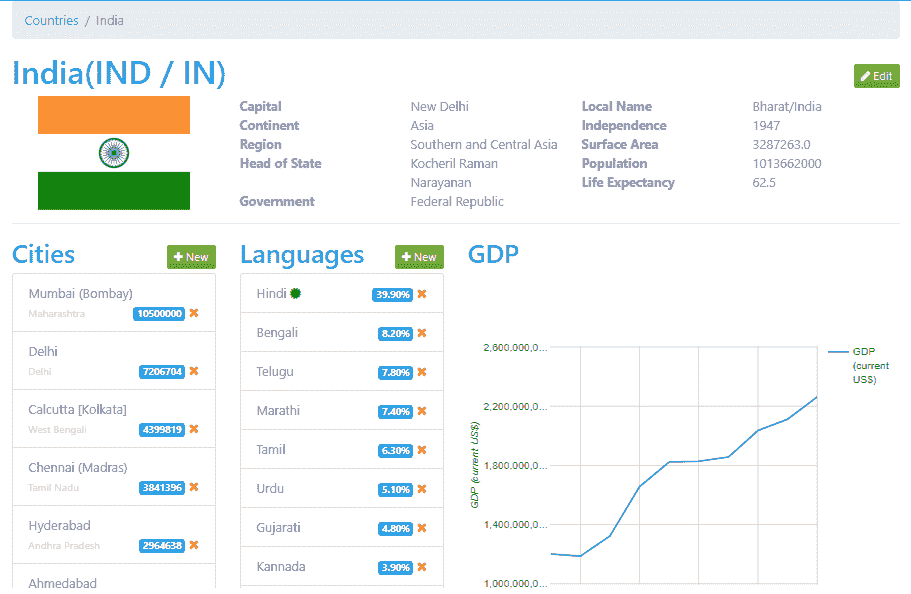 Countries / India
India(IND / IN)
Edit
Capital New Delhi
Continent Asia
Region Southern and Central Asia
Head of State Kocheril Raman
Narayanan
Government Federal Republic
Local Name Bharat/India
Independence 1947
Surface Area 3287263.0
Population 1013662000
Life Expectancy 62.5
Cities
New
Mumbai (Bombay)
Maharashtra 10500000
Delhi
Delhi 7206704
Calcutta [Kolkata]
West Bengali 4399819
Chennai (Madras)
Tamil Nadu 3841396
Hyderabad
Andhra Pradesh 2964638
Ahmedabad
Languages
New
Hindi 39.90%
Bengali 8.20%
Telugu 7.80%
Marathi 7.40%
Tamil 6.30%
Urdu 5.10%
Gujarati 4.80%
Kannada 3.90%
GDP
2,600,000,0...
2,200,000,0...
1,800,000,0...
1,400,000,0...
1,000,000,0...
GDP (current US$)
GDP
(current
US$)